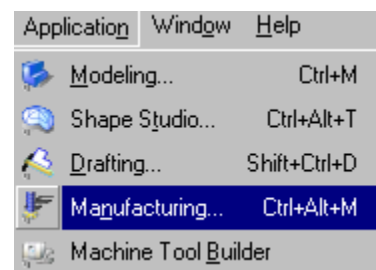 Application Window Help
Modeling... Ctrl+M
Shape Studio... Ctrl+Alt+T
Drafting... Shift+Ctrl+D
Manufacturing... Ctrl+Alt+M
Machine Tool Builder